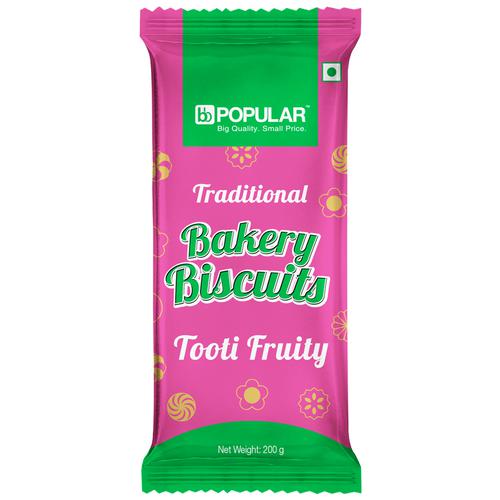 bb POPULAR™
Big Quality. Small Price.
Traditional
Bakery
Biscuits
Tooti Fruity
Net Weight: 200 g